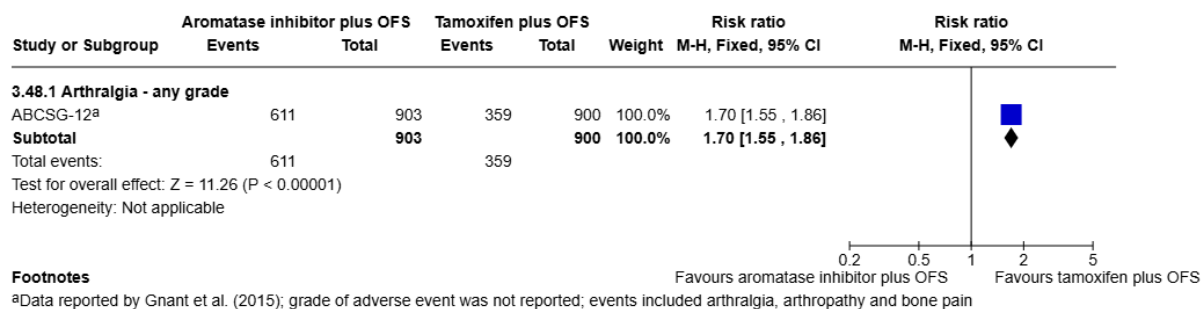 Aromatase inhibitor plus OFS Tamoxifen plus OFS Risk ratio Risk ratio
Study or Subgroup Events Total Events Total Weight M-H, Fixed, 95% CI M-H, Fixed, 95% CI
3.48.1 Arthralgia - any grade
ABCSG-12a 611 903 359 900 100.0% 1.70 [1.55 , 1.86]
Subtotal 903 900 100.0% 1.70 [1.55 , 1.86]
Total events: 611 359
Test for overall effect: Z = 11.26 (P < 0.00001)
Heterogeneity: Not applicable
0.2 0.5 1 2 5
Footnotes Favours aromatase inhibitor plus OFS Favours tamoxifen plus OFS
aData reported by Gnant et al. (2015); grade of adverse event was not reported; events included arthralgia, arthropathy and bone pain